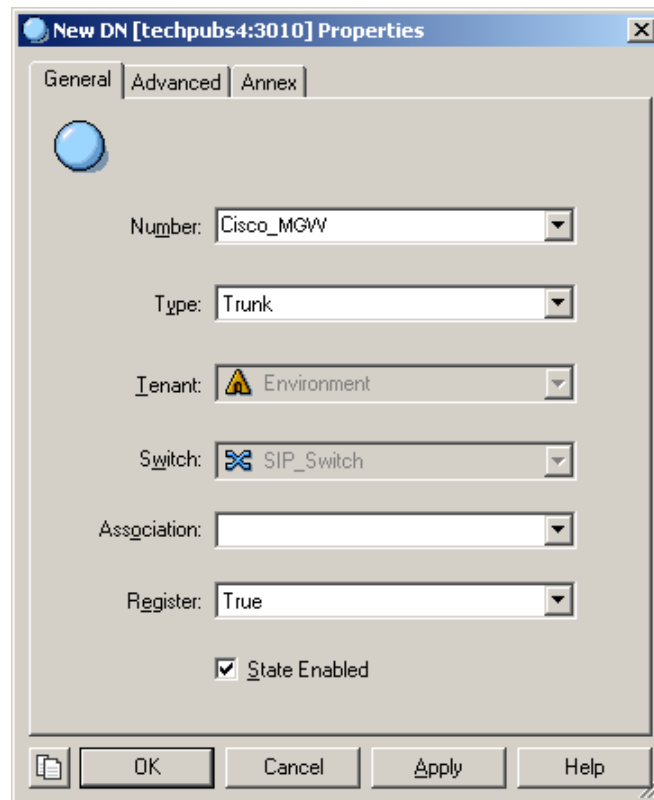 New DN [techpubs4:3010] Properties
General Advanced Annex
Number: Cisco_MGW
Type: Trunk
Tenant: Environment
Switch: SIP_Switch
Association:
Register: True
State Enabled
OK Cancel Apply Help